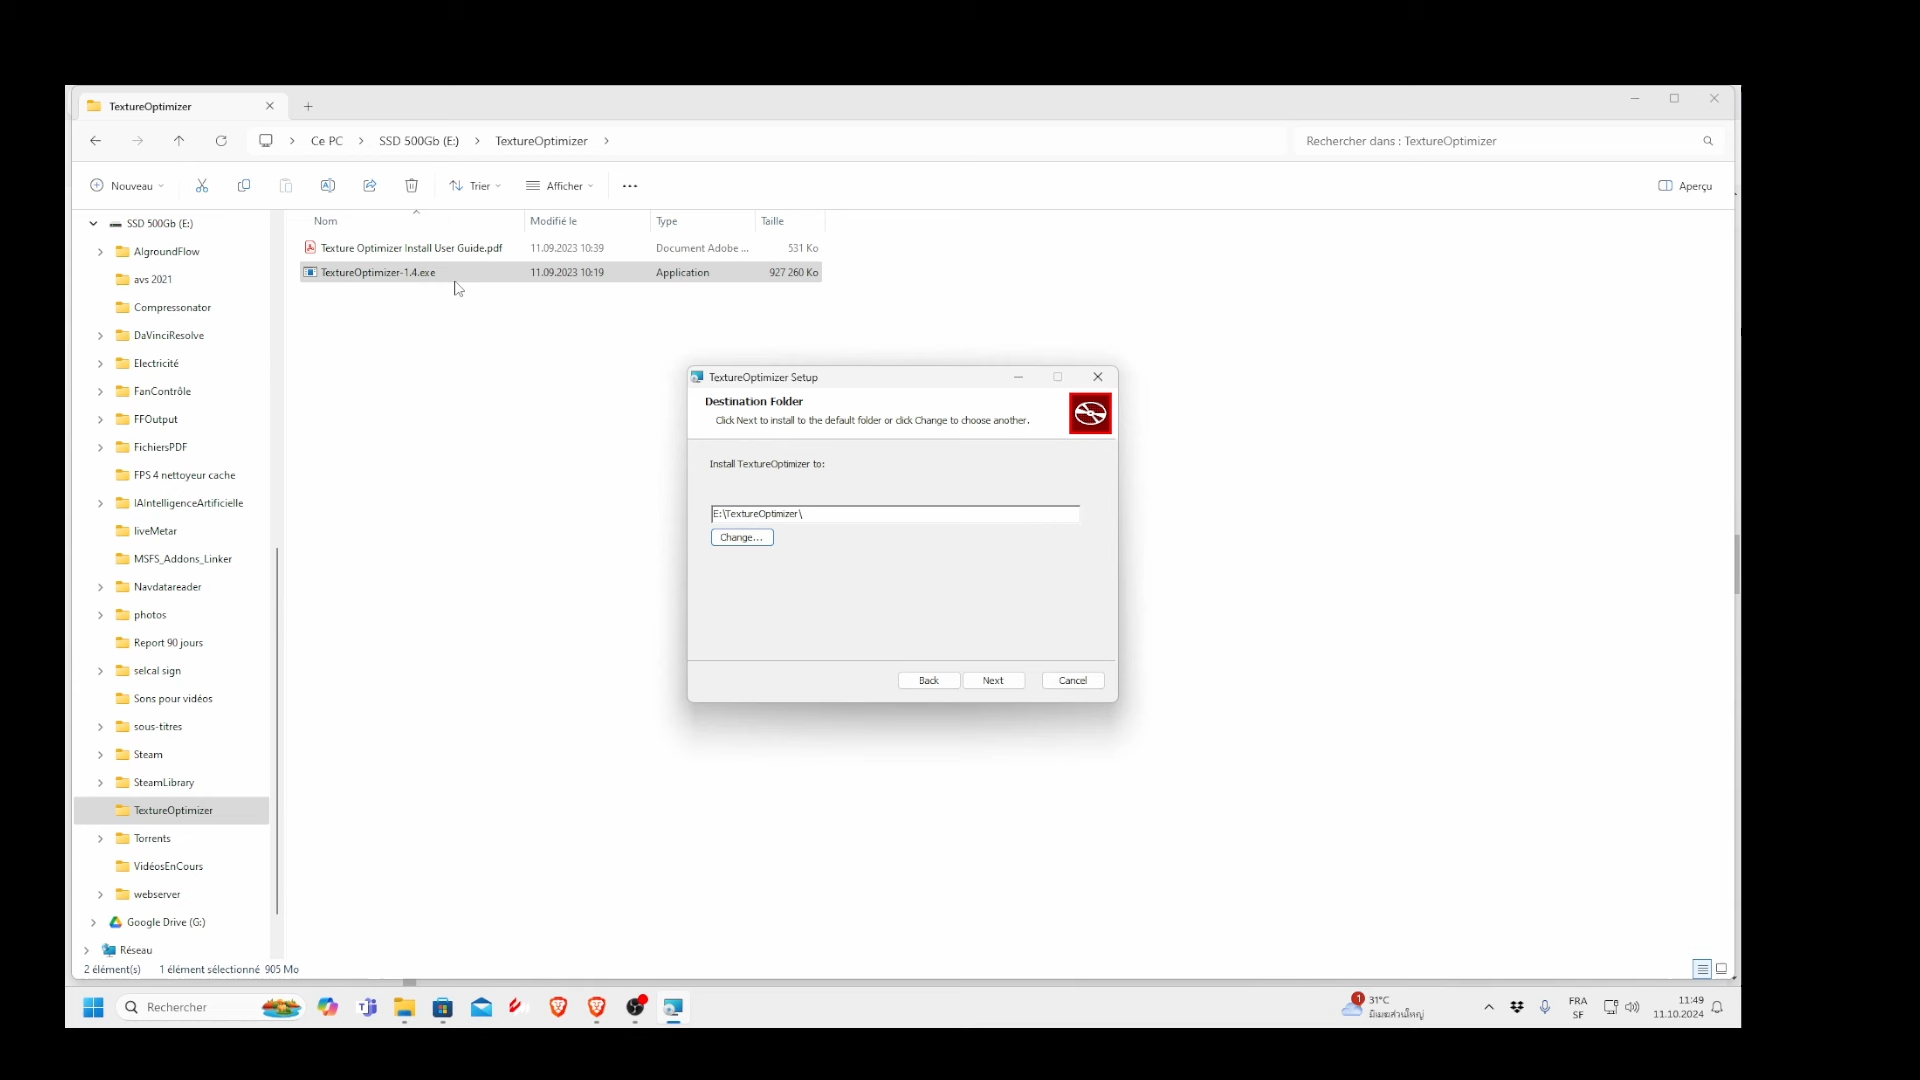 TextureOptimizer
Ce PC
SSD 500Gb (E:)
TextureOptimizer
Rechercher dans : TextureOptimizer
Nouveau
Trier
Afficher
Aperçu
SSD 500Gb (E:)
AlgroundFlow
avs 2021
Compressonator
DaVinciResolve
Electricité
FanContrôle
FFOutput
FichiersPDF
FPS 4 nettoyeur cache
IAIntelligenceArtificielle
liveMetar
MSFS_Addons_Linker
Navdatareader
photos
Report 90 jours
selcal sign
Sons pour vidéos
sous-titres
Steam
SteamLibrary
TextureOptimizer
Torrents
VidéosEnCours
webserver
Google Drive (G:)
Réseau
Nom Modifié le Type Taille
Texture Optimizer Install User Guide.pdf 11.09.2023 10:39 Document Adobe ... 531 Ko
TextureOptimizer-1.4.exe 11.09.2023 10:19 Application 927 260 Ko
TextureOptimizer Setup
Destination Folder
Click Next to install to the default folder or click Change to choose another.
Install TextureOptimizer to:
E:\TextureOptimizer\
Change...
Back Next Cancel
2 élément(s) 1 élément sélectionné 905 Mo
Rechercher
1
31°C
FRA
SF
11:49
11.10.2024